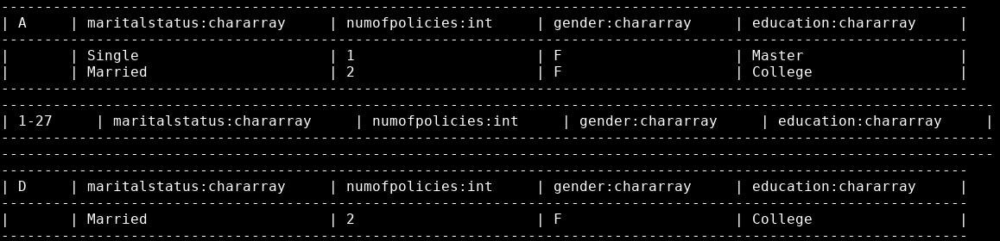 | A | maritalstatus:chararray | numofpolicies:int | gender:chararray | education:chararray |
| | Single | 1 | F | Master |
| | Married | 2 | F | College |
| 1-27 | maritalstatus:chararray | numofpolicies:int | gender:chararray | education:chararray |
| D | maritalstatus:chararray | numofpolicies:int | gender:chararray | education:chararray |
| | Married | 2 | F | College |